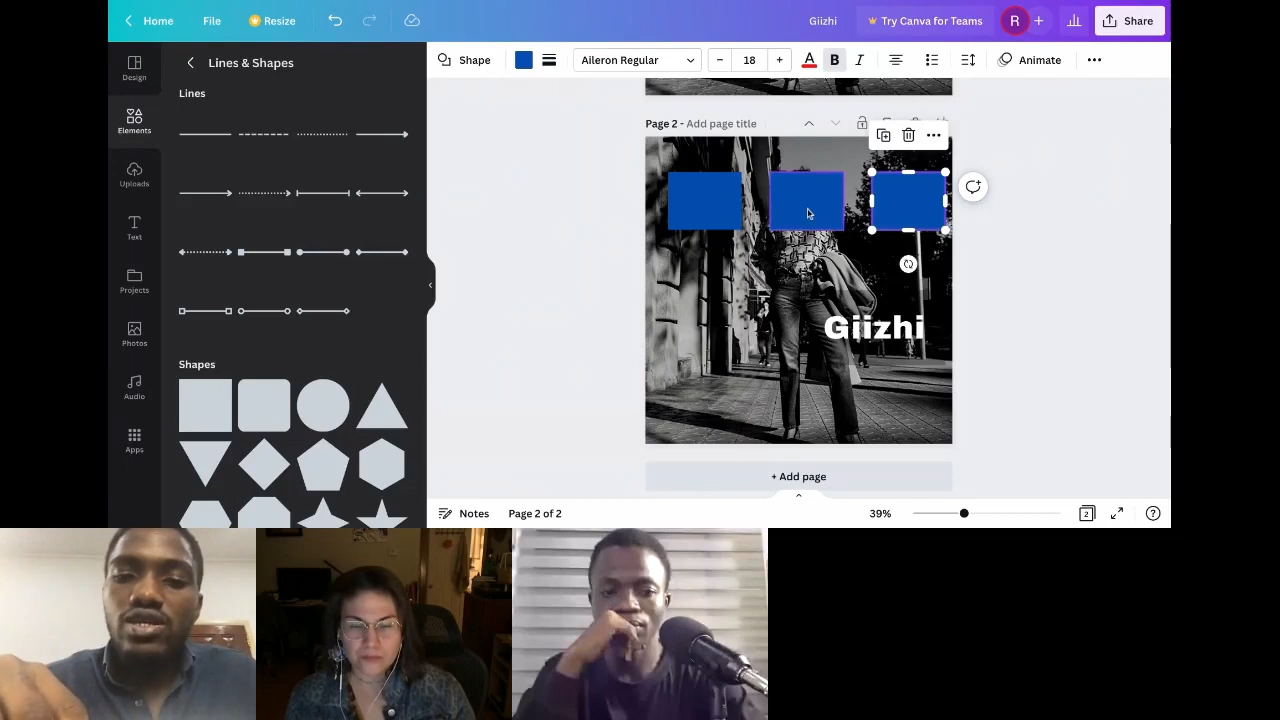 Home File Resize Giizhi Try Canva for Teams R + Share
Lines & Shapes Shape Aileron Regular – 18 + A B I Animate
Design
Lines
Elements
Page 2 - Add page title
Uploads
Text
Projects
Giizhi
Photos
Shapes
Audio
Apps
+ Add page
Notes Page 2 of 2 39% 2 ?